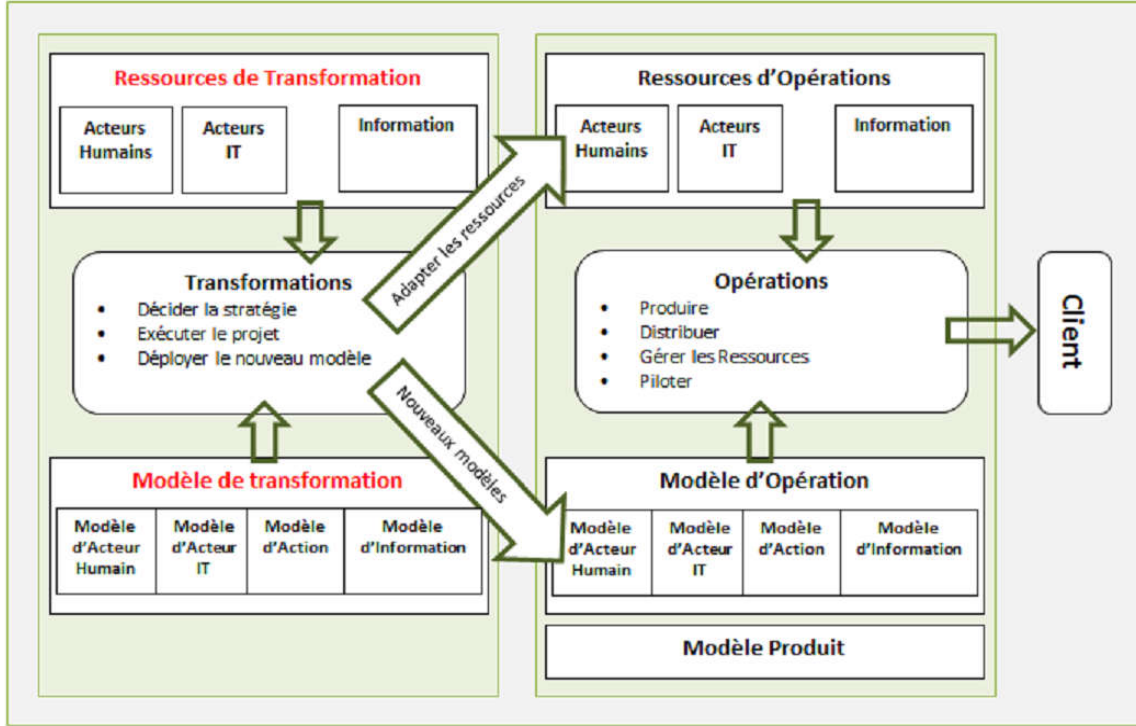 Ressources de Transformation
Acteurs
Humains
Acteurs
IT
Information
Transformations
• Décider la stratégie
• Exécuter le projet
• Déployer le nouveau modèle
Modèle de transformation
Modèle
d'Acteur
Humain
Modèle
d'Acteur
IT
Modèle
d'Action
Modèle
d'Information
Adapter les ressources
Nouveaux modèles
Ressources d'Opérations
Acteurs
Humains
Acteurs
IT
Information
Opérations
• Produire
• Distribuer
• Gérer les Ressources
• Piloter
Modèle d'Opération
Modèle
d'Acteur
Humain
Modèle
d'Acteur
IT
Modèle
d'Action
Modèle
d'Information
Modèle Produit
Client